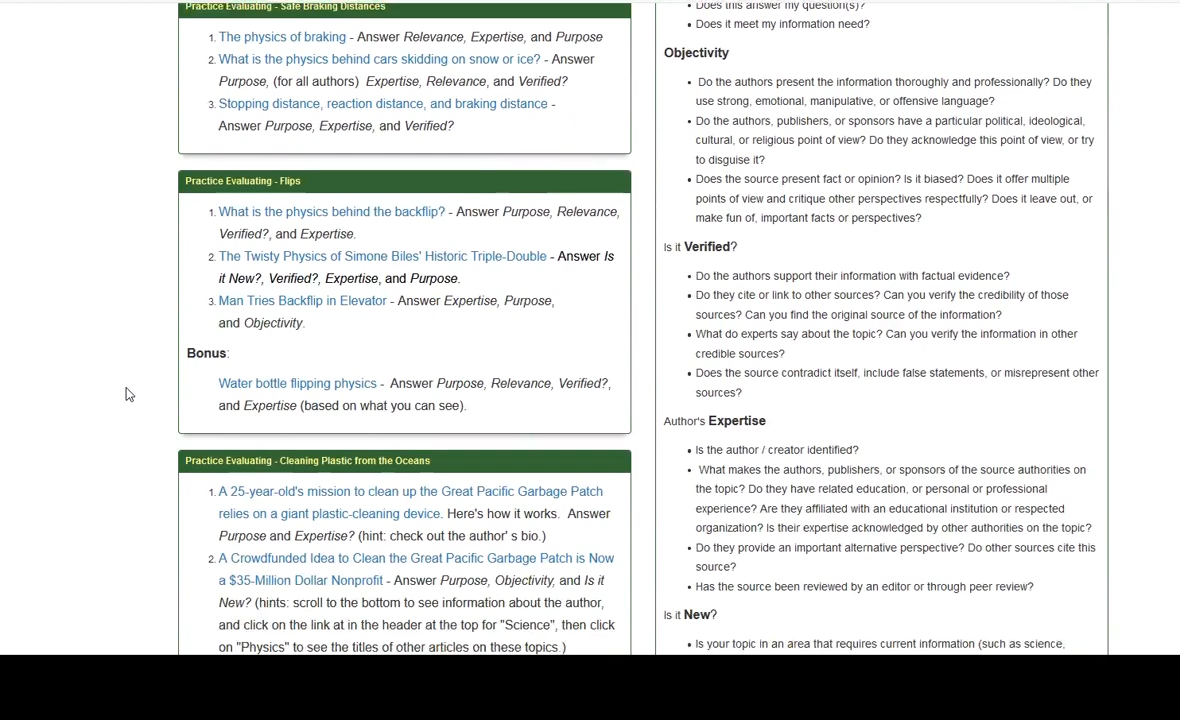 Practice Evaluating - Safe Braking Distances
1. The physics of braking - Answer Relevance, Expertise, and Purpose
2. What is the physics behind cars skidding on snow or ice? - Answer
Purpose, (for all authors) Expertise, Relevance, and Verified?
3. Stopping distance, reaction distance, and braking distance -
Answer Purpose, Expertise, and Verified?
Practice Evaluating - Flips
1. What is the physics behind the backflip? - Answer Purpose, Relevance,
Verified?, and Expertise.
2. The Twisty Physics of Simone Biles' Historic Triple-Double - Answer Is
it New?, Verified?, Expertise, and Purpose.
3. Man Tries Backflip in Elevator - Answer Expertise, Purpose,
and Objectivity.
Bonus:
Water bottle flipping physics - Answer Purpose, Relevance, Verified?,
and Expertise (based on what you can see).
Practice Evaluating - Cleaning Plastic from the Oceans
1. A 25-year-old's mission to clean up the Great Pacific Garbage Patch
relies on a giant plastic-cleaning device. Here's how it works. Answer
Purpose and Expertise? (hint: check out the author' s bio.)
2. A Crowdfunded Idea to Clean the Great Pacific Garbage Patch is Now
a $35-Million Dollar Nonprofit - Answer Purpose, Objectivity, and Is it
New? (hints: scroll to the bottom to see information about the author,
and click on the link at in the header at the top for "Science", then click
on "Physics" to see the titles of other articles on these topics.)
• Does this answer my question(s)?
• Does it meet my information need?
Objectivity
• Do the authors present the information thoroughly and professionally? Do they
use strong, emotional, manipulative, or offensive language?
• Do the authors, publishers, or sponsors have a particular political, ideological,
cultural, or religious point of view? Do they acknowledge this point of view, or try
to disguise it?
• Does the source present fact or opinion? Is it biased? Does it offer multiple
points of view and critique other perspectives respectfully? Does it leave out, or
make fun of, important facts or perspectives?
Is it Verified?
• Do the authors support their information with factual evidence?
• Do they cite or link to other sources? Can you verify the credibility of those
sources? Can you find the original source of the information?
• What do experts say about the topic? Can you verify the information in other
credible sources?
• Does the source contradict itself, include false statements, or misrepresent other
sources?
Author's Expertise
• Is the author / creator identified?
• What makes the authors, publishers, or sponsors of the source authorities on
the topic? Do they have related education, or personal or professional
experience? Are they affiliated with an educational institution or respected
organization? Is their expertise acknowledged by other authorities on the topic?
• Do they provide an important alternative perspective? Do other sources cite this
source?
• Has the source been reviewed by an editor or through peer review?
Is it New?
• Is your topic in an area that requires current information (such as science,